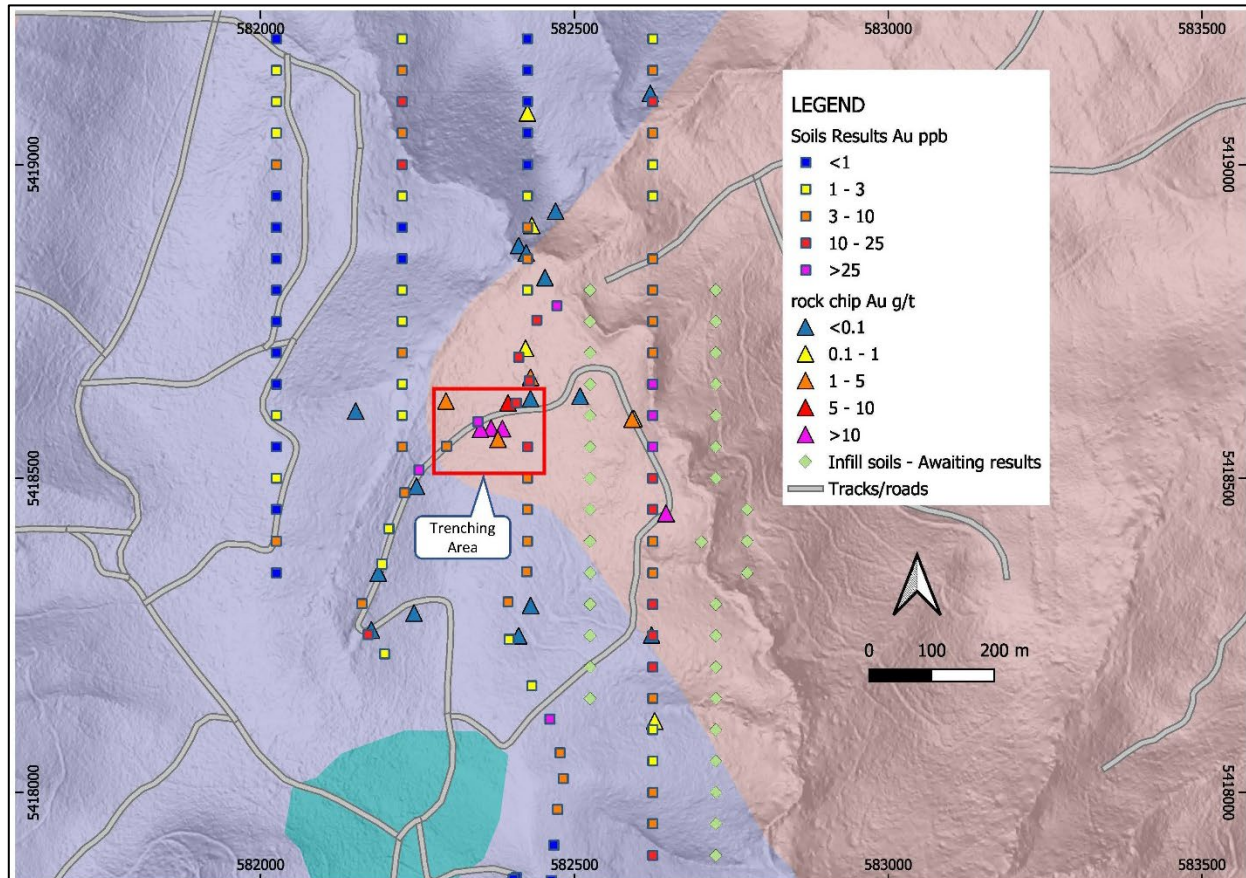 582000
582500
583000
583500
5419000
5419000
LEGEND
Soils Results Au ppb
<1
1 - 3
3 - 10
10 - 25
>25
rock chip Au g/t
<0.1
0.1 - 1
1 - 5
5 - 10
>10
Infill soils - Awaiting results
Tracks/roads
5418500
5418500
Trenching
Area
0 100 200 m
5418000
5418000
582000
582500
583000
583500